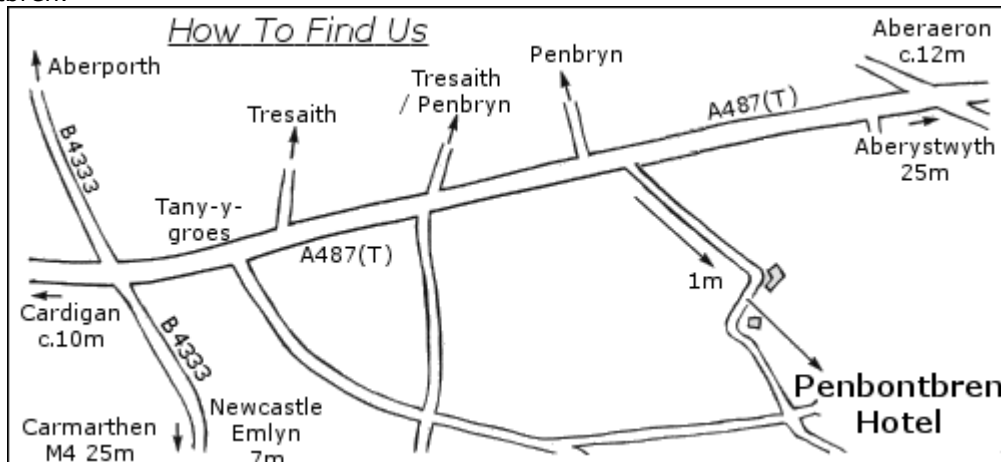 How To Find Us
Aberaeron
c.12m
Aberporth
Penbryn
Tresaith
/ Penbryn
A487(T)
Tresaith
B4333
Aberystwyth
25m
Tany-y-
groes
A487(T)
1m
Cardigan
c.10m
B4333
Penbontbren
Hotel
Newcastle
Emlyn
7m
Carmarthen
M4 25m